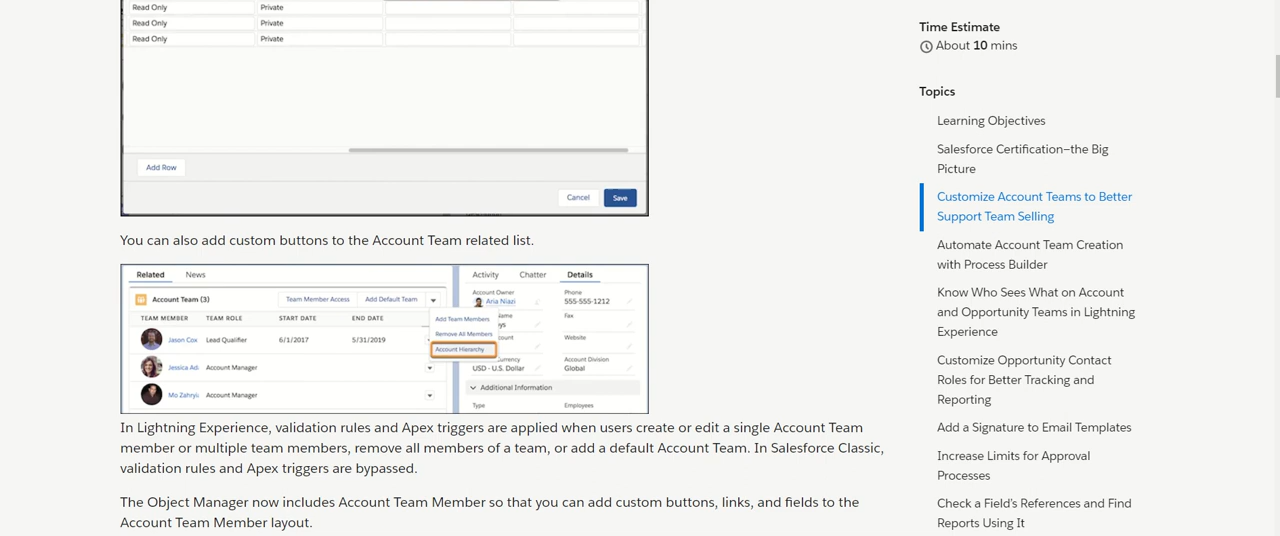 Read Only Private
Read Only Private
Read Only Private
Add Row
Cancel Save
You can also add custom buttons to the Account Team related list.
Related News
Account Team (3) Team Member Access Add Default Team
TEAM MEMBER TEAM ROLE START DATE END DATE
Jason Cox Lead Qualifier 6/1/2017 5/31/2019
Jessica Ad Account Manager
Mo Zahryi Account Manager
Add Team Members
Remove All Members
Account Hierarchy
Activity Chatter Details
Account Owner Phone
Aria Niazi 555-555-1212
Name Fax
ys
ount Website
urrency Account Division
USD - U.S. Dollar Global
Additional Information
Type Employees
In Lightning Experience, validation rules and Apex triggers are applied when users create or edit a single Account Team
member or multiple team members, remove all members of a team, or add a default Account Team. In Salesforce Classic,
validation rules and Apex triggers are bypassed.
The Object Manager now includes Account Team Member so that you can add custom buttons, links, and fields to the
Account Team Member layout.
Time Estimate
About 10 mins
Topics
Learning Objectives
Salesforce Certification—the Big
Picture
Customize Account Teams to Better
Support Team Selling
Automate Account Team Creation
with Process Builder
Know Who Sees What on Account
and Opportunity Teams in Lightning
Experience
Customize Opportunity Contact
Roles for Better Tracking and
Reporting
Add a Signature to Email Templates
Increase Limits for Approval
Processes
Check a Field's References and Find
Reports Using It